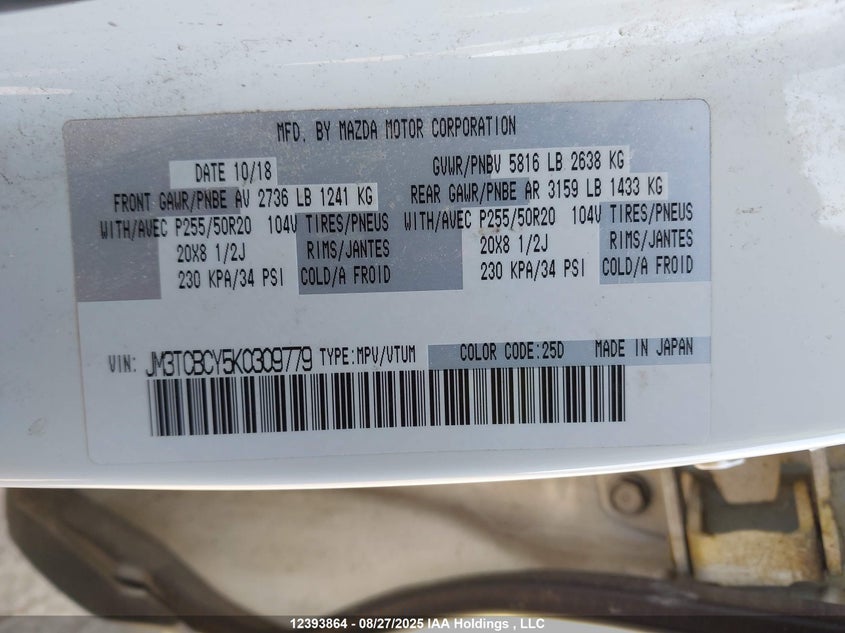 MFD. BY MAZDA MOTOR CORPORATION
DATE 10/18 GVWR/PNBV 5816 LB 2638 KG
FRONT GAWR/PNBE AV 2736 LB 1241 KG REAR GAWR/PNBE AR 3159 LB 1433 KG
WITH/AVEC P255/50R20 104V TIRES/PNEUS WITH/AVEC P255/50R20 104V TIRES/PNEUS
20X8 1/2J RIMS/JANTES 20X8 1/2J RIMS/JANTES
230 KPA/34 PSI COLD/A FROID 230 KPA/34 PSI COLD/A FROID
VIN: JM3TCBCY5K0309779 TYPE:MPV/VTUM COLOR CODE:25D MADE IN JAPAN
12393864 - 08/27/2025 IAA Holdings , LLC